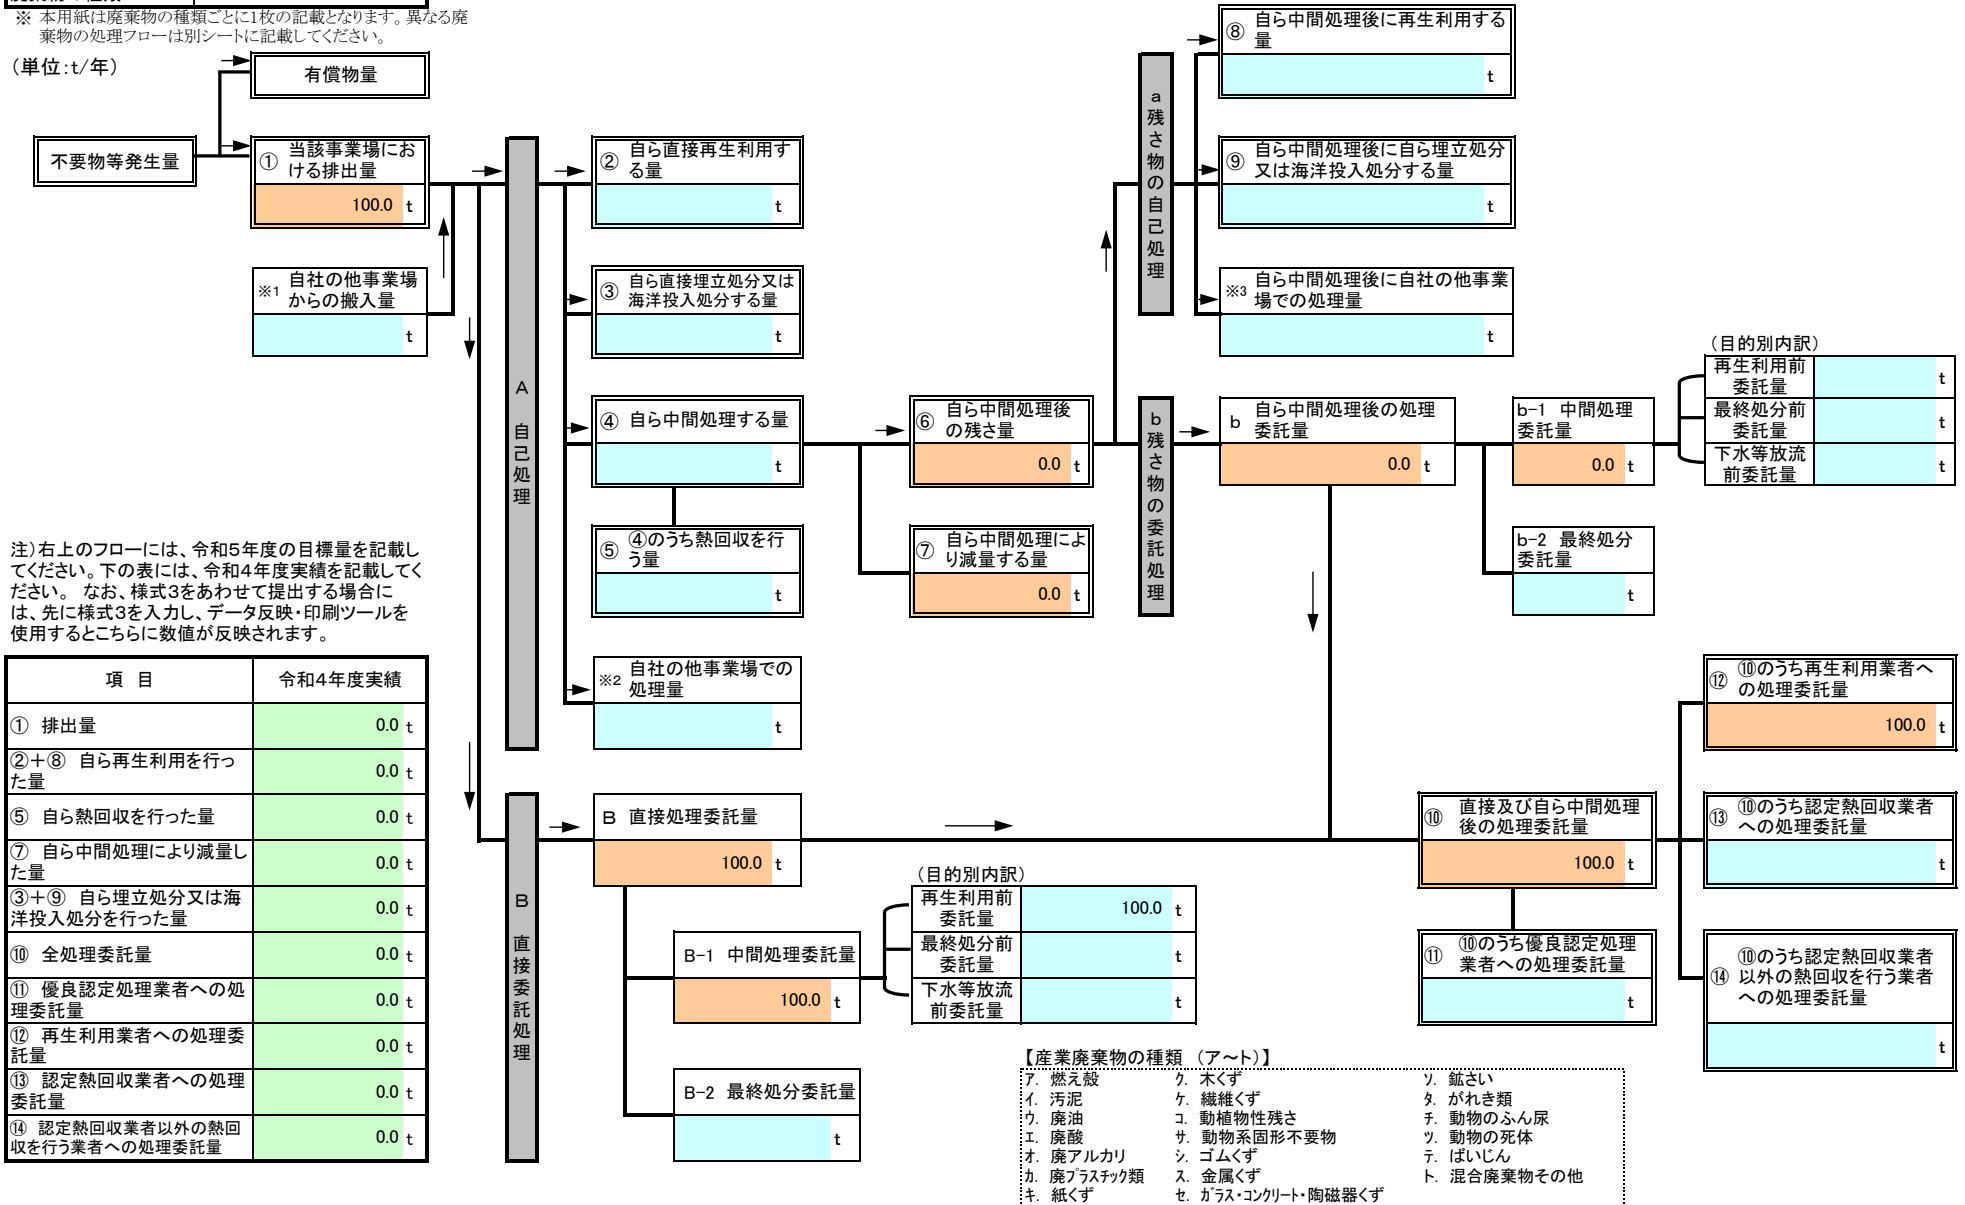 ※ 本用紙は廃棄物の種類ごとに1枚の記載となります。異なる廃
棄物の処理フローは別シートに記載してください。
（単位:t/年）
有償物量
不要物等発生量
① 当該事業場にお
ける排出量
100.0 t
※1 自社の他事業場
からの搬入量
t
A 自己処理
② 自ら直接再生利用す
る量
t
③ 自ら直接埋立処分又は
海洋投入処分する量
t
④ 自ら中間処理する量
t
⑤ ④のうち熱回収を行
う量
t
※2 自社の他事業場での
処理量
t
⑥ 自ら中間処理後
の残さ量
0.0 t
⑦ 自ら中間処理によ
り減量する量
0.0 t
a 残さ物の自己処理
⑧ 自ら中間処理後に再生利用する
量
t
⑨ 自ら中間処理後に自ら埋立処分
又は海洋投入処分する量
t
※3 自ら中間処理後に自社の他事業
場での処理量
t
b 残さ物の委託処理
b 自ら中間処理後の処理
委託量
0.0 t
b-1 中間処理
委託量
0.0 t
（目的別内訳）
再生利用前
委託量
t
最終処分前
委託量
t
下水等放流
前委託量
t
b-2 最終処分
委託量
t
注）右上のフローには、令和5年度の目標量を記載し
てください。下の表には、令和4年度実績を記載してく
ださい。 なお、様式3をあわせて提出する場合に
は、先に様式3を入力し、データ反映・印刷ツールを
使用するとこちらに数値が反映されます。
項 目 令和4年度実績
① 排出量 0.0 t
②＋⑧ 自ら再生利用を行っ
た量 0.0 t
⑤ 自ら熱回収を行った量 0.0 t
⑦ 自ら中間処理により減量し
た量 0.0 t
③＋⑨ 自ら埋立処分又は海
洋投入処分を行った量 0.0 t
⑩ 全処理委託量 0.0 t
⑪ 優良認定処理業者への処
理委託量 0.0 t
⑫ 再生利用業者への処理委
託量 0.0 t
⑬ 認定熱回収業者への処理
委託量 0.0 t
⑭ 認定熱回収業者以外の熱回
収を行う業者への処理委託量 0.0 t
B 直接委託処理
B 直接処理委託量
100.0 t
B-1 中間処理委託量
100.0 t
B-2 最終処分委託量
t
（目的別内訳）
再生利用前
委託量
100.0 t
最終処分前
委託量
t
下水等放流
前委託量
t
⑩ 直接及び自ら中間処理
後の処理委託量
100.0 t
⑪ ⑩のうち優良認定処理
業者への処理委託量
t
⑫ ⑩のうち再生利用業者へ
の処理委託量
100.0 t
⑬ ⑩のうち認定熱回収業者
への処理委託量
t
⑭ ⑩のうち認定熱回収業者
以外の熱回収を行う業者
への処理委託量
t
【産業廃棄物の種類 （ア～ト）】
ア. 燃え殻 ク. 木くず ソ. 鉱さい
イ. 汚泥 ケ. 繊維くず タ. がれき類
ウ. 廃油 コ. 動植物性残さ チ. 動物のふん尿
エ. 廃酸 サ. 動物系固形不要物 ツ. 動物の死体
オ. 廃アルカリ シ. ゴムくず テ. ばいじん
カ. 廃プラスチック類 ス. 金属くず ト. 混合廃棄物その他
キ. 紙くず セ. ガラス・コンクリート・陶磁器くず